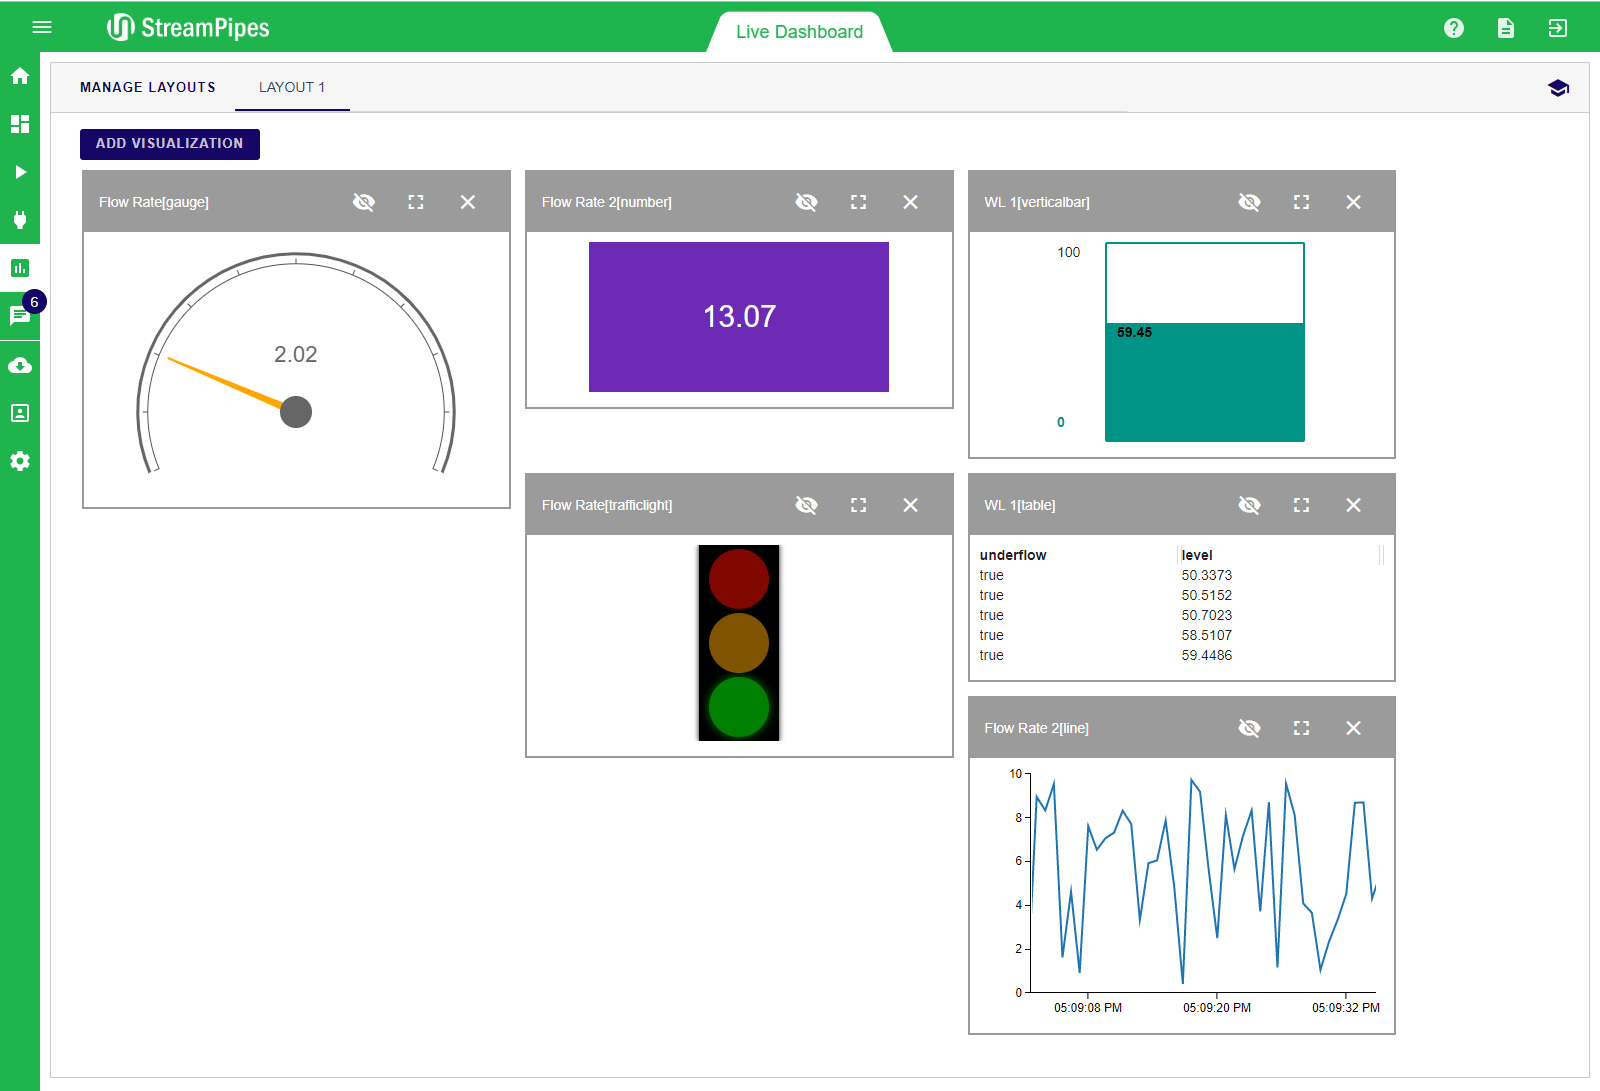 StreamPipes
Live Dashboard
MANAGE LAYOUTS
LAYOUT 1
ADD VISUALIZATION
6
Flow Rate[gauge]
2.02
Flow Rate 2[number]
13.07
WL 1[verticalbar]
100
59.45
0
Flow Rate[trafficlight]
WL 1[table]
underflow level
true 50.3373
true 50.5152
true 50.7023
true 58.5107
true 59.4486
Flow Rate 2[line]
10
8
6
4
2
0
05:09:08 PM 05:09:20 PM 05:09:32 PM